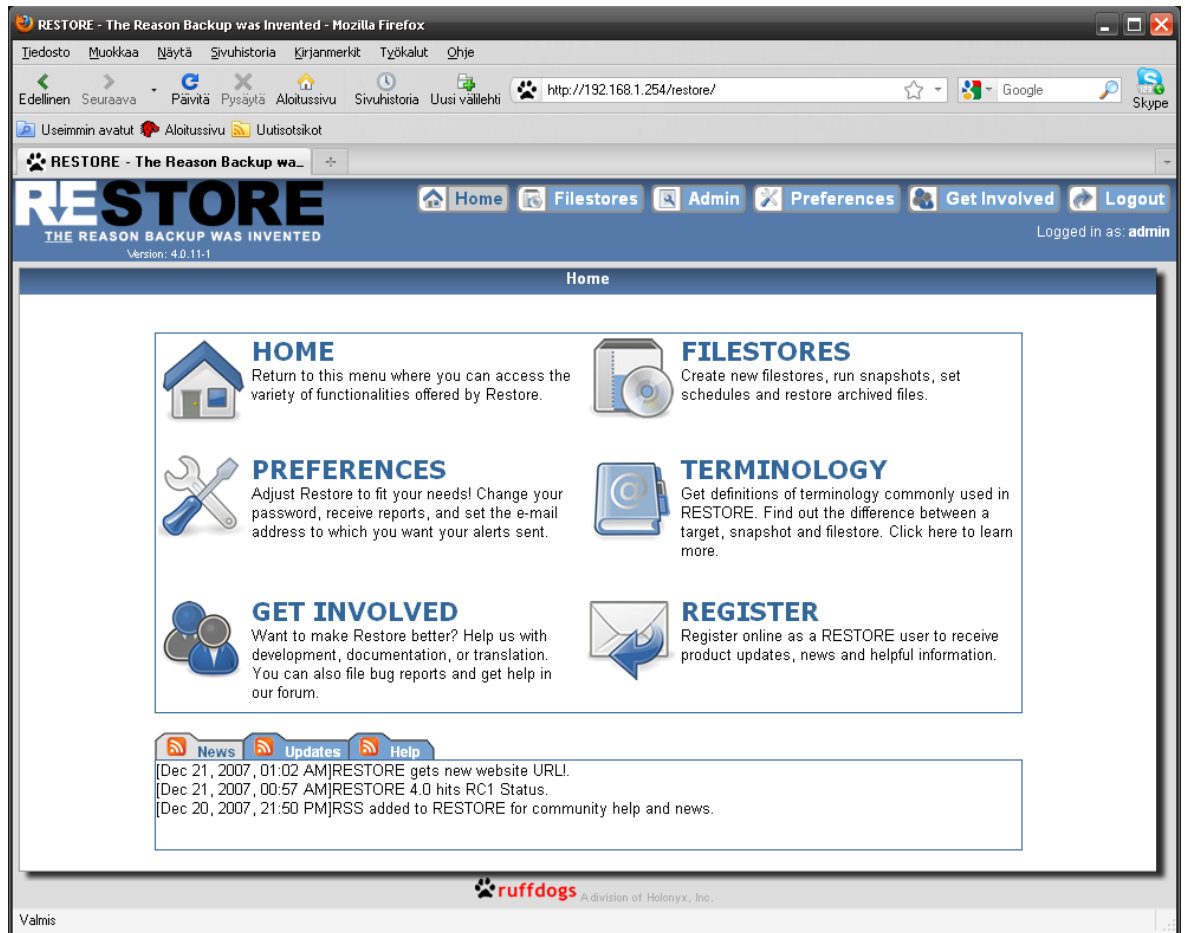 RESTORE - The Reason Backup was Invented - Mozilla Firefox
Tiedosto Muokkaa Näytä Sivuhistoria Kirjanmerkit Työkalut Ohje
Edellinen Seuraava Päivitä Pysäytä Aloitussivu Sivuhistoria Uusi välilehti http://192.168.1.254/restore/ Google Skype
Useimmin avatut Aloitussivu Uutisotsikot
RESTORE - The Reason Backup wa...
RESTORE
THE REASON BACKUP WAS INVENTED
Version: 4.0.11-1
Home Filestores Admin Preferences Get Involved Logout
Logged in as: admin
Home
HOME
Return to this menu where you can access the
variety of functionalities offered by Restore.
FILESTORES
Create new filestores, run snapshots, set
schedules and restore archived files.
PREFERENCES
Adjust Restore to fit your needs! Change your
password, receive reports, and set the e-mail
address to which you want your alerts sent.
TERMINOLOGY
Get definitions of terminology commonly used in
RESTORE. Find out the difference between a
target, snapshot and filestore. Click here to learn
more.
GET INVOLVED
Want to make Restore better? Help us with
development, documentation, or translation.
You can also file bug reports and get help in
our forum.
REGISTER
Register online as a RESTORE user to receive
product updates, news and helpful information.
News Updates Help
[Dec 21, 2007, 01:02 AM]RESTORE gets new website URL!.
[Dec 21, 2007, 00:57 AM]RESTORE 4.0 hits RC1 Status.
[Dec 20, 2007, 21:50 PM]RSS added to RESTORE for community help and news.
ruffdogs A division of Holonyx, Inc.
Valmis